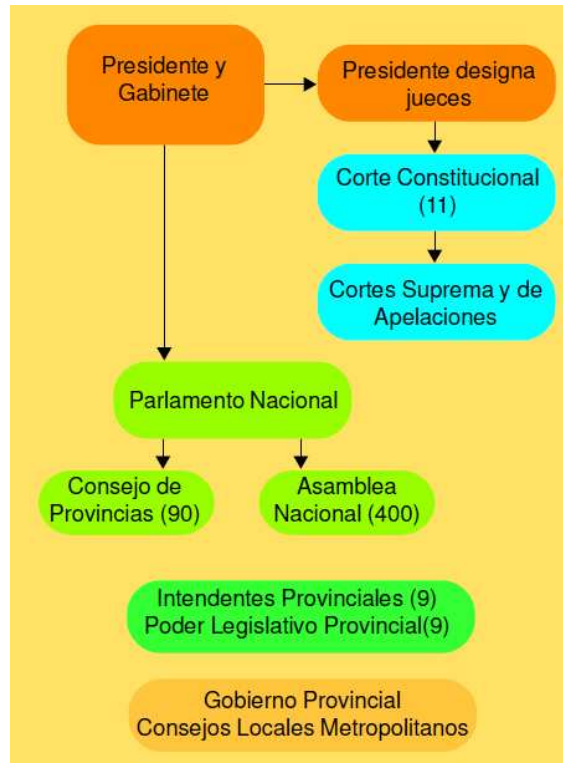 Presidente y
Gabinete
Presidente designa
jueces
Corte Constitucional
(11)
Cortes Suprema y de
Apelaciones
Parlamento Nacional
Consejo de
Provincias (90)
Asamblea
Nacional (400)
Intendentes Provinciales (9)
Poder Legislativo Provincial(9)
Gobierno Provincial
Consejos Locales Metropolitanos